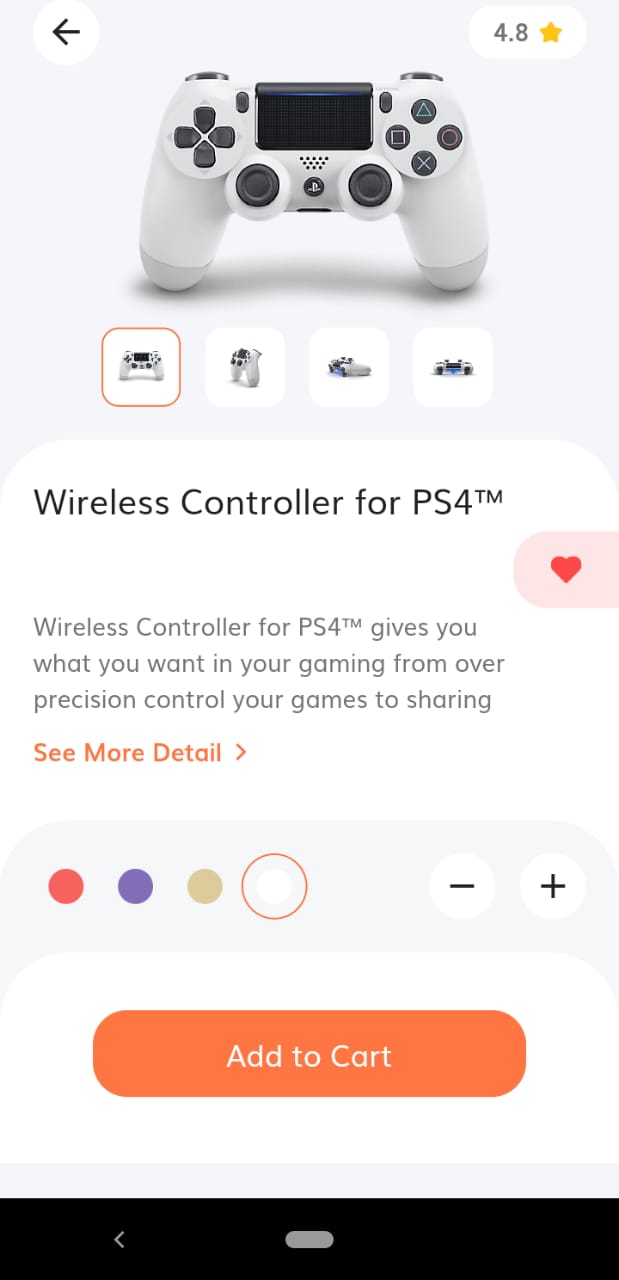 4.8
Wireless Controller for PS4™
Wireless Controller for PS4™ gives you
what you want in your gaming from over
precision control your games to sharing
See More Detail
Add to Cart